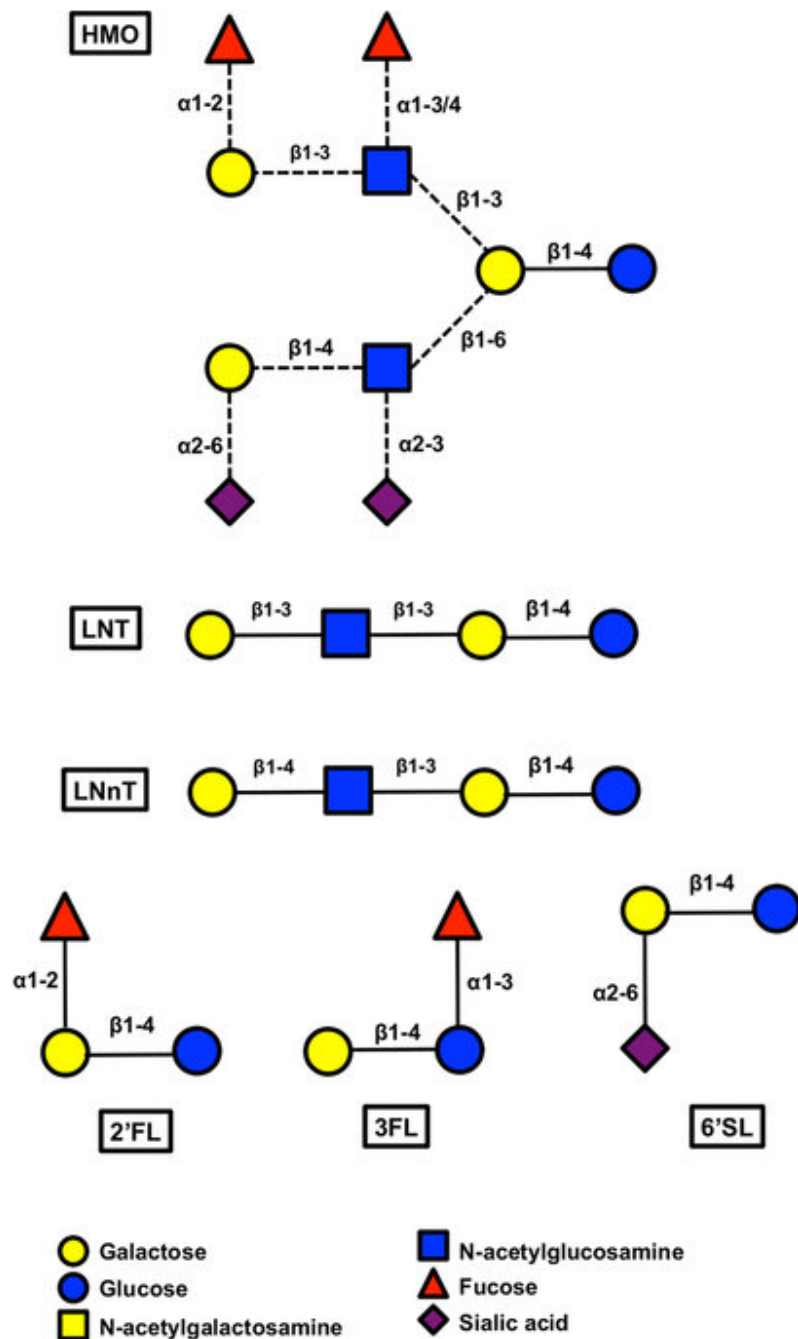 HMO
α1-2
α1-3/4
β1-3
β1-3
β1-4
β1-4
β1-6
α2-6
α2-3
LNT
β1-3
β1-3
β1-4
LNnT
β1-4
β1-3
β1-4
β1-4
α1-2
α1-3
α2-6
β1-4
β1-4
2'FL
3FL
6'SL
Galactose
Glucose
N-acetylgalactosamine
N-acetylglucosamine
Fucose
Sialic acid